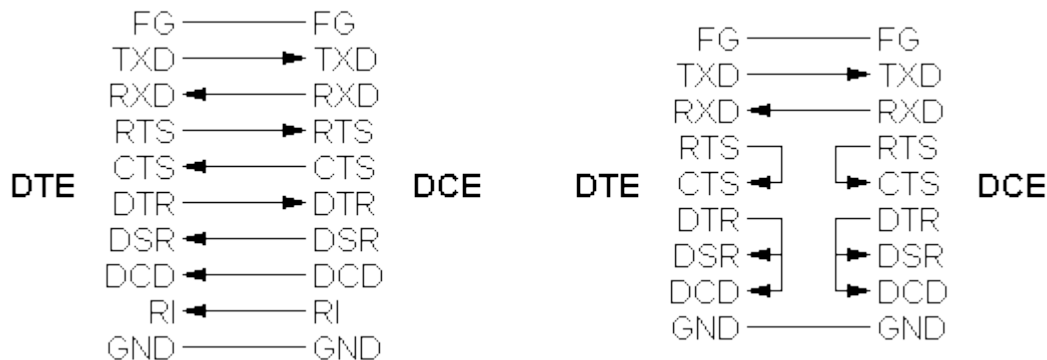 FG FG
TXD TXD
RXD RXD
RTS RTS
CTS CTS
DTE DCE
DTR DTR
DSR DSR
DCD DCD
RI RI
GND GND
FG FG
TXD TXD
RXD RXD
RTS RTS
CTS CTS
DTE DCE
DTR DTR
DSR DSR
DCD DCD
GND GND